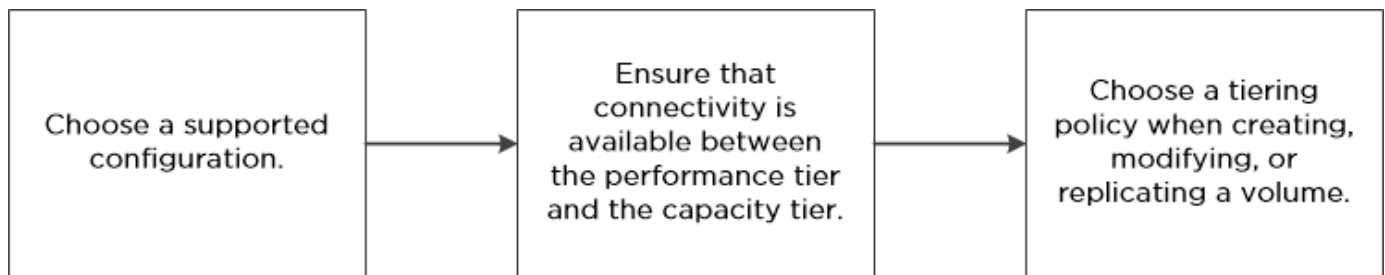 Choose a supported
configuration.
Ensure that
connectivity is
available between
the performance tier
and the capacity tier.
Choose a tiering
policy when creating,
modifying, or
replicating a volume.